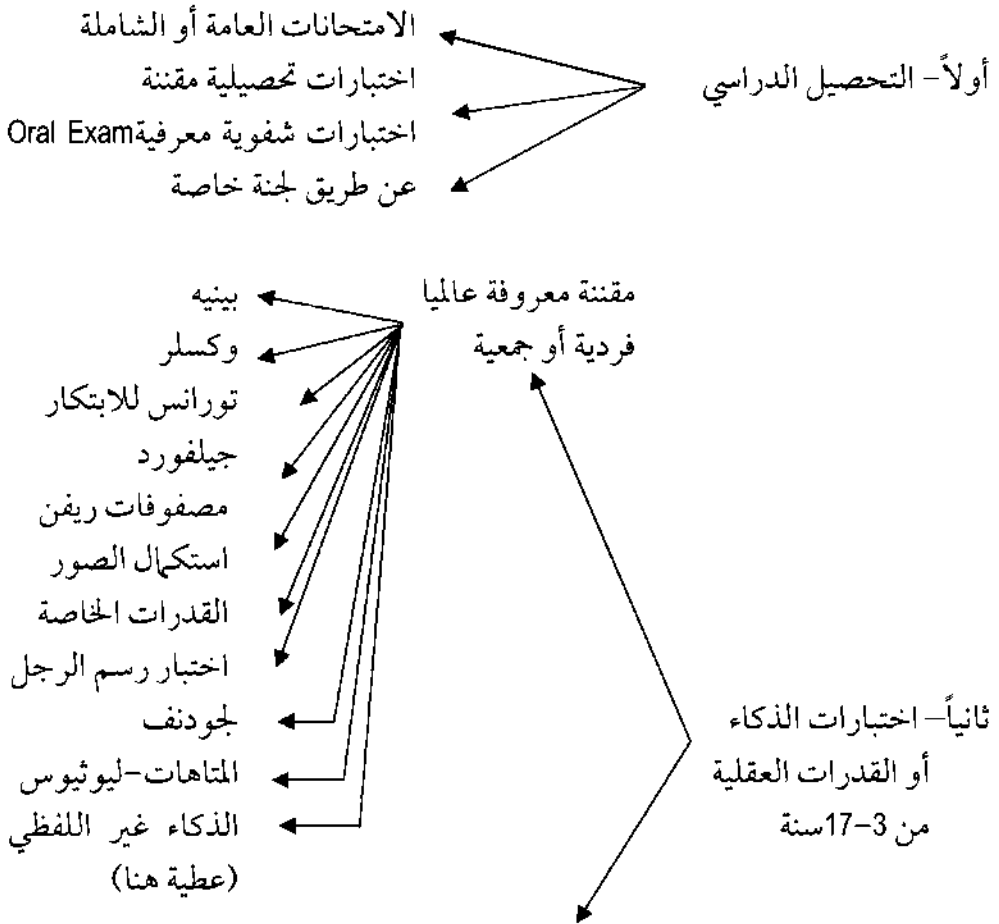 أولاً– التحصيل الدراسي
الامتحانات العامة أو الشاملة
اختبارات تحصيلية مقننة
اختبارات شفوية معرفية Oral Exam
عن طريق لجنة خاصة
ثانياً– اختبارات الذكاء
أو القدرات العقلية
من 3–17سنة
مقننة معروفة عالميا
فردية أو جمعية
بينيه
وكسلر
تورانس للابتكار
جيلفورد
مصفوفات ريفن
استكمال الصور
القدرات الخاصة
اختبار رسم الرجل
لجودنف
المتاهات–ليوثيوس
الذكاء غير اللفظي
(عطية هنا)